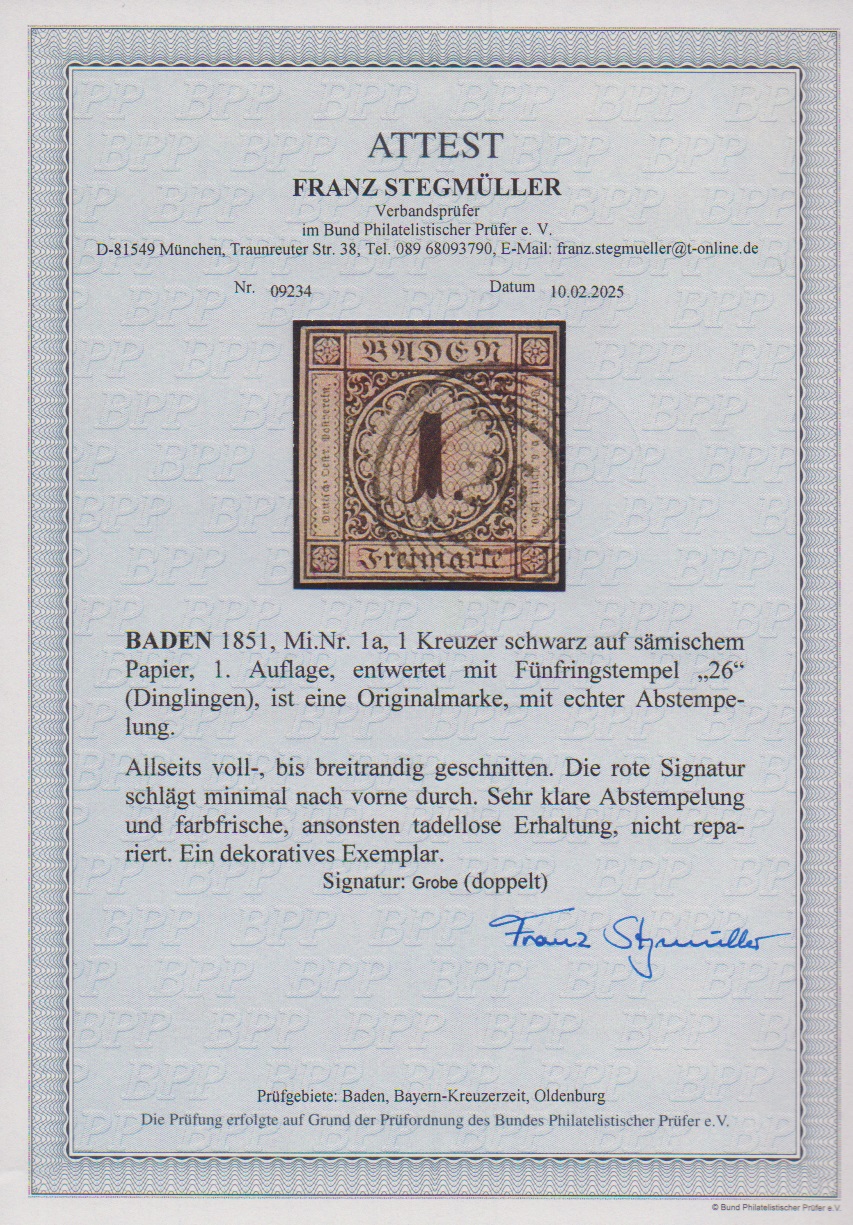 ATTEST
FRANZ STEGMÜLLER
Verbandsprüfer
im Bund Philatelistischer Prüfer e. V.
D-81549 München, Traunreuter Str. 38, Tel. 089 68093790, E-Mail: franz.stegmueller@t-online.de
Nr. 09234 Datum 10.02.2025
BADEN
Deutsch-Oestr. Postverein.
1.
Freimarke
BADEN 1851, Mi.Nr. 1a, 1 Kreuzer schwarz auf sämischem
Papier, 1. Auflage, entwertet mit Fünfringstempel „26“
(Dinglingen), ist eine Originalmarke, mit echter Abstempe-
lung.
Allseits voll-, bis breitrandig geschnitten. Die rote Signatur
schlägt minimal nach vorne durch. Sehr klare Abstempelung
und farbfrische, ansonsten tadellose Erhaltung, nicht repa-
riert. Ein dekoratives Exemplar.
Signatur: Grobe (doppelt)
Franz Stegmüller
Prüfgebiete: Baden, Bayern-Kreuzerzeit, Oldenburg
Die Prüfung erfolgte auf Grund der Prüfordnung des Bundes Philatelistischer Prüfer e.V.
© Bund Philatelistischer Prüfer e.V.